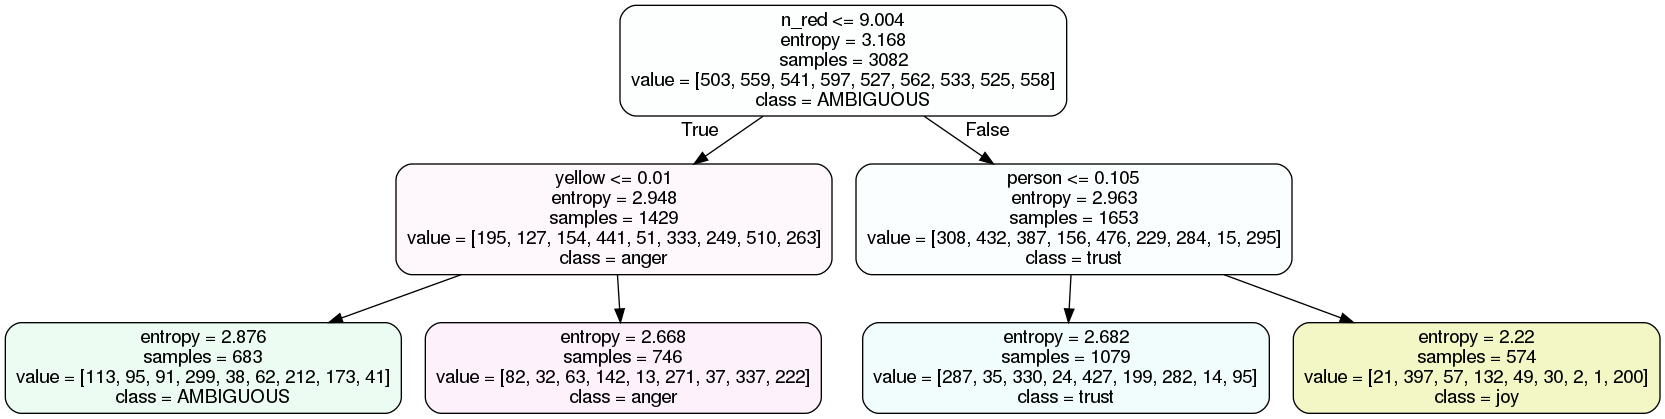 n_red <= 9.004
entropy = 3.168
samples = 3082
value = [503, 559, 541, 597, 527, 562, 533, 525, 558]
class = AMBIGUOUS
True
False
yellow <= 0.01
entropy = 2.948
samples = 1429
value = [195, 127, 154, 441, 51, 333, 249, 510, 263]
class = anger
person <= 0.105
entropy = 2.963
samples = 1653
value = [308, 432, 387, 156, 476, 229, 284, 15, 295]
class = trust
entropy = 2.876
samples = 683
value = [113, 95, 91, 299, 38, 62, 212, 173, 41]
class = AMBIGUOUS
entropy = 2.668
samples = 746
value = [82, 32, 63, 142, 13, 271, 37, 337, 222]
class = anger
entropy = 2.682
samples = 1079
value = [287, 35, 330, 24, 427, 199, 282, 14, 95]
class = trust
entropy = 2.22
samples = 574
value = [21, 397, 57, 132, 49, 30, 2, 1, 200]
class = joy